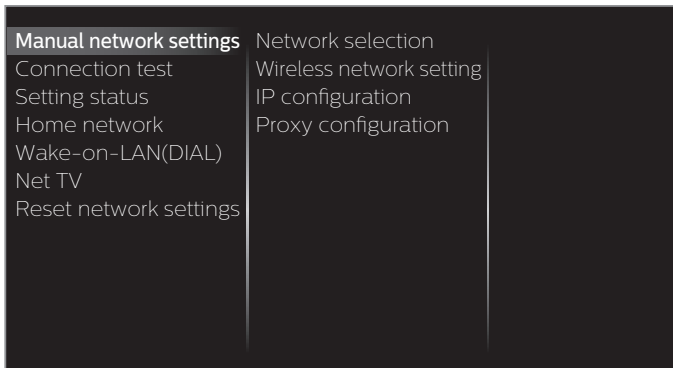 Manual network settings
Connection test
Setting status
Home network
Wake-on-LAN(DIAL)
Net TV
Reset network settings
Network selection
Wireless network setting
IP configuration
Proxy configuration